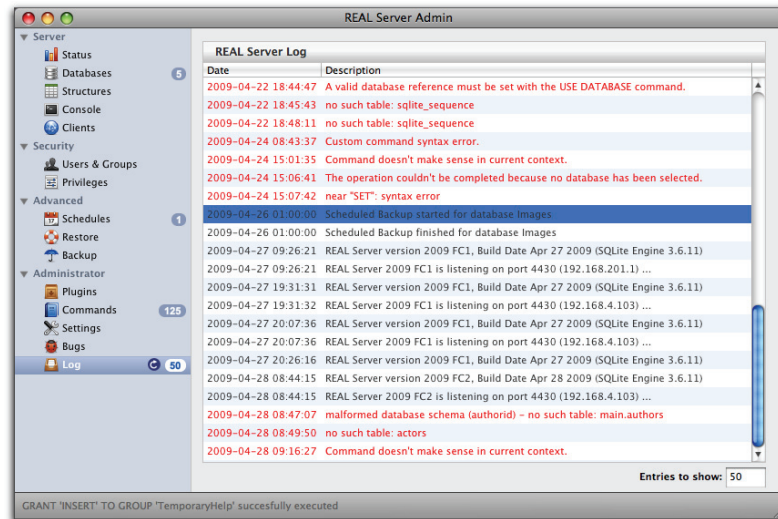 REAL Server Admin
Server
Status
Databases 5
Structures
Console
Clients
Security
Users & Groups
Privileges
Advanced
Schedules 1
Restore
Backup
Administrator
Plugins
Commands 125
Settings
Bugs
Log 50
REAL Server Log
Date Description
2009-04-22 18:44:47 A valid database reference must be set with the USE DATABASE command.
2009-04-22 18:45:43 no such table: sqlite_sequence
2009-04-22 18:48:11 no such table: sqlite_sequence
2009-04-24 08:43:37 Custom command syntax error.
2009-04-24 15:01:35 Command doesn't make sense in current context.
2009-04-24 15:06:41 The operation couldn't be completed because no database has been selected.
2009-04-24 15:07:42 near "SET": syntax error
2009-04-26 01:00:00 Scheduled Backup started for database Images
2009-04-26 01:00:00 Scheduled Backup finished for database Images
2009-04-27 09:26:21 REAL Server version 2009 FC1, Build Date Apr 27 2009 (SQLite Engine 3.6.11)
2009-04-27 09:26:21 REAL Server 2009 FC1 is listening on port 4430 (192.168.201.1) ...
2009-04-27 19:31:31 REAL Server version 2009 FC1, Build Date Apr 27 2009 (SQLite Engine 3.6.11)
2009-04-27 19:31:32 REAL Server 2009 FC1 is listening on port 4430 (192.168.4.103) ...
2009-04-27 20:07:36 REAL Server version 2009 FC1, Build Date Apr 27 2009 (SQLite Engine 3.6.11)
2009-04-27 20:07:36 REAL Server 2009 FC1 is listening on port 4430 (192.168.4.103) ...
2009-04-27 20:26:16 REAL Server version 2009 FC1, Build Date Apr 27 2009 (SQLite Engine 3.6.11)
2009-04-28 08:44:15 REAL Server version 2009 FC2, Build Date Apr 28 2009 (SQLite Engine 3.6.11)
2009-04-28 08:44:15 REAL Server 2009 FC2 is listening on port 4430 (192.168.4.103) ...
2009-04-28 08:47:07 malformed database schema (authorid) - no such table: main.authors
2009-04-28 08:49:50 no such table: actors
2009-04-28 09:16:27 Command doesn't make sense in current context.
Entries to show: 50
GRANT 'INSERT' TO GROUP 'TemporaryHelp' succesfully executed